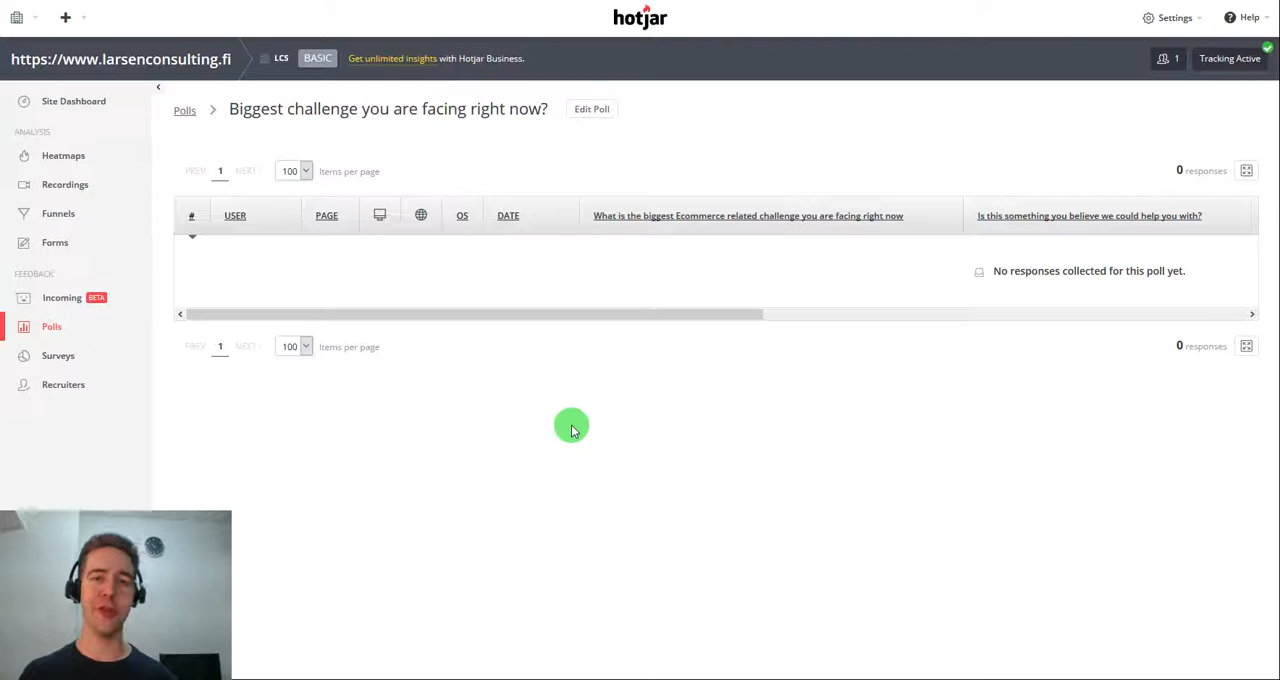 hotjar
Settings
Help
https://www.larsenconsulting.fi
LCS
BASIC
Get unlimited insights with Hotjar Business.
1
Tracking Active
Site Dashboard
ANALYSIS
Heatmaps
Recordings
Funnels
Forms
FEEDBACK
Incoming BETA
Polls
Surveys
Recruiters
Polls > Biggest challenge you are facing right now? Edit Poll
PREV 1 NEXT 100 Items per page 0 responses
# USER PAGE OS DATE What is the biggest Ecommerce related challenge you are facing right now Is this something you believe we could help you with?
No responses collected for this poll yet.
PREV 1 NEXT 100 Items per page 0 responses